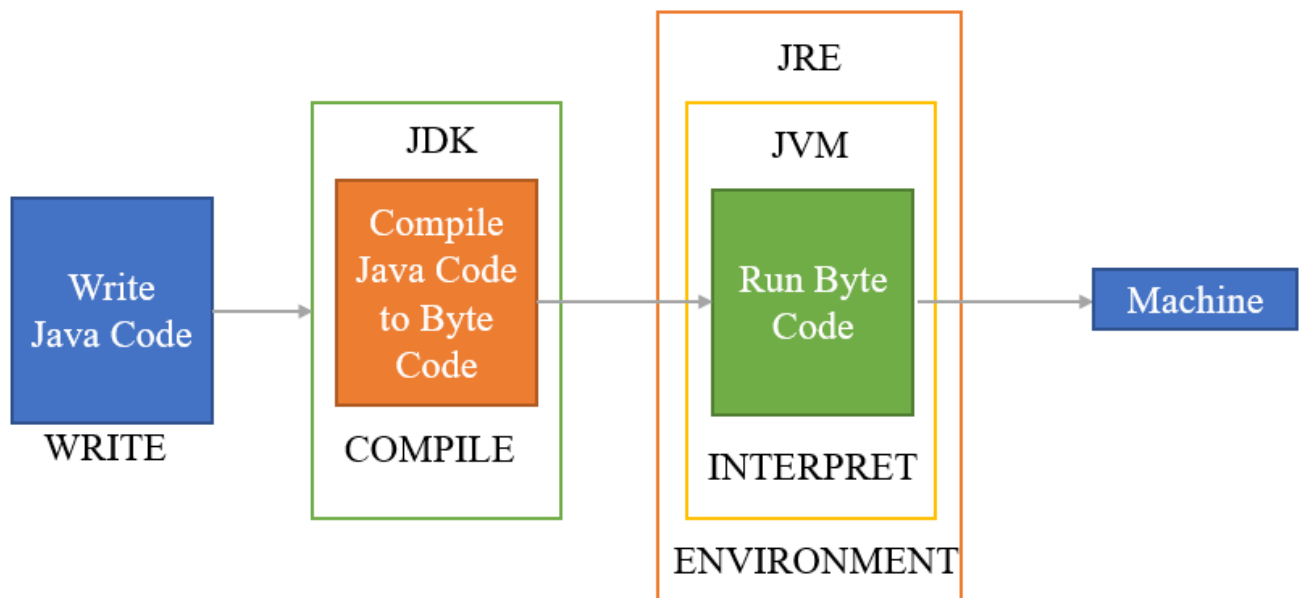 Write
Java Code
WRITE
JDK
Compile
Java Code
to Byte
Code
COMPILE
JRE
JVM
Run Byte
Code
INTERPRET
ENVIRONMENT
Machine